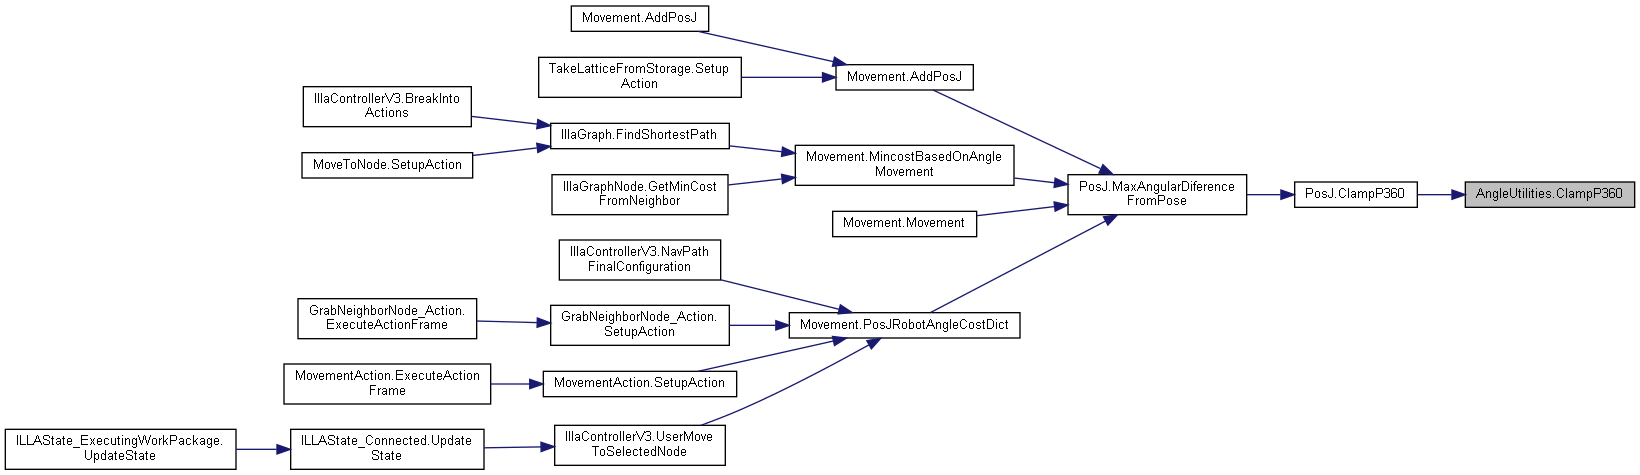 Movement.AddPosJ
TakeLatticeFromStorage.Setup
Action
Movement.AddPosJ
IllaControllerV3.BreakInto
Actions
IllaGraph.FindShortestPath
MoveToNode.SetupAction
Movement.MincostBasedOnAngle
Movement
IllaGraphNode.GetMinCost
FromNeighbor
PosJ.MaxAngularDiference
FromPose
PosJ.ClampP360
AngleUtilities.ClampP360
Movement.Movement
IllaControllerV3.NavPath
FinalConfiguration
GrabNeighborNode_Action.
ExecuteActionFrame
GrabNeighborNode_Action.
SetupAction
Movement.PosJRobotAngleCostDict
MovementAction.ExecuteAction
Frame
MovementAction.SetupAction
ILLAState_ExecutingWorkPackage.
UpdateState
ILLAState_Connected.Update
State
IllaControllerV3.UserMove
ToSelectedNode